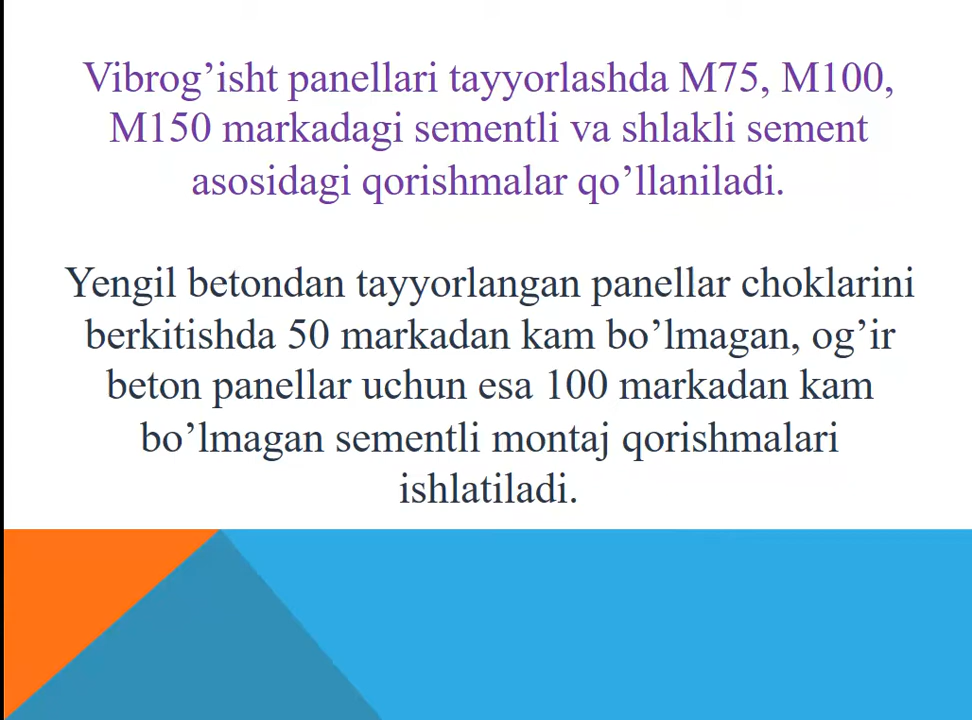 Vibrog’isht panellari tayyorlashda M75, M100,
M150 markadagi sementli va shlakli sement
asosidagi qorishmalar qo’llaniladi.
Yengil betondan tayyorlangan panellar choklarini
berkitishda 50 markadan kam bo’lmagan, og’ir
beton panellar uchun esa 100 markadan kam
bo’lmagan sementli montaj qorishmalari
ishlatiladi.